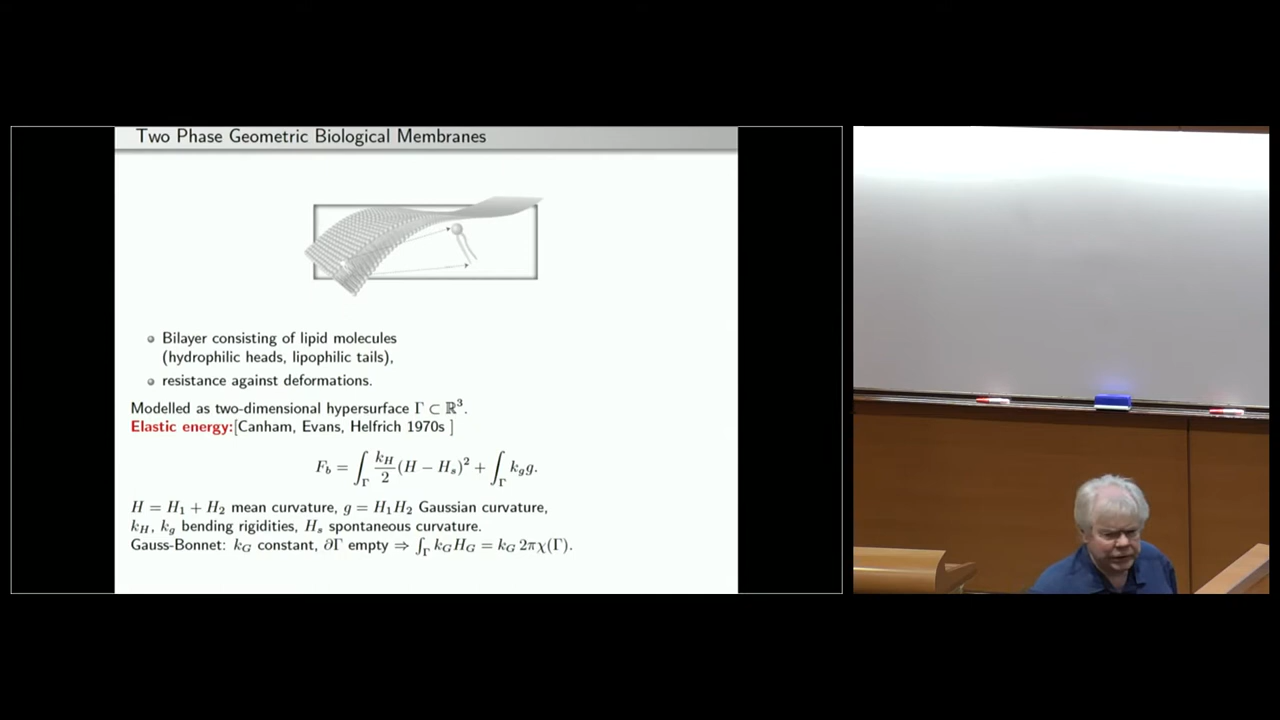 Two Phase Geometric Biological Membranes
Bilayer consisting of lipid molecules
(hydrophilic heads, lipophilic tails),
resistance against deformations.
Modelled as two-dimensional hypersurface Γ ⊂ ℝ³.
Elastic energy:[Canham, Evans, Helfrich 1970s ]
F_b = ∫_Γ k_H/2 (H − H_s)² + ∫_Γ k_g g.
H = H₁ + H₂ mean curvature, g = H₁H₂ Gaussian curvature,
k_H, k_g bending rigidities, H_s spontaneous curvature.
Gauss-Bonnet: k_G constant, ∂Γ empty ⇒ ∫_Γ k_G H_G = k_G 2πχ(Γ).